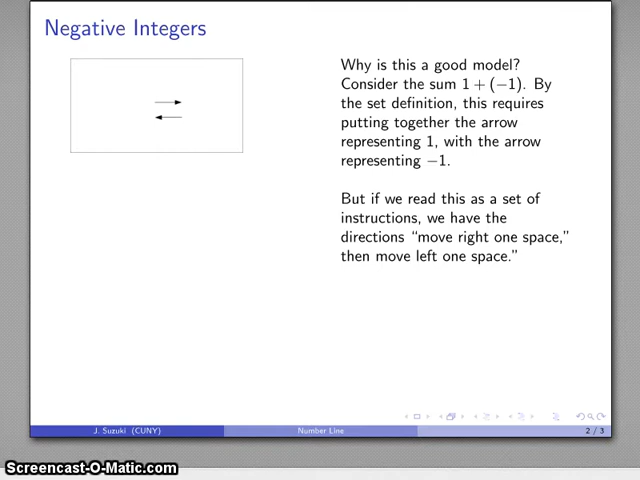 Negative Integers
Why is this a good model?
Consider the sum 1 + (−1). By
the set definition, this requires
putting together the arrow
representing 1, with the arrow
representing −1.
But if we read this as a set of
instructions, we have the
directions “move right one space,”
then move left one space.”
J. Suzuki (CUNY)
Number Line
2 / 3
Screencast-O-Matic.com